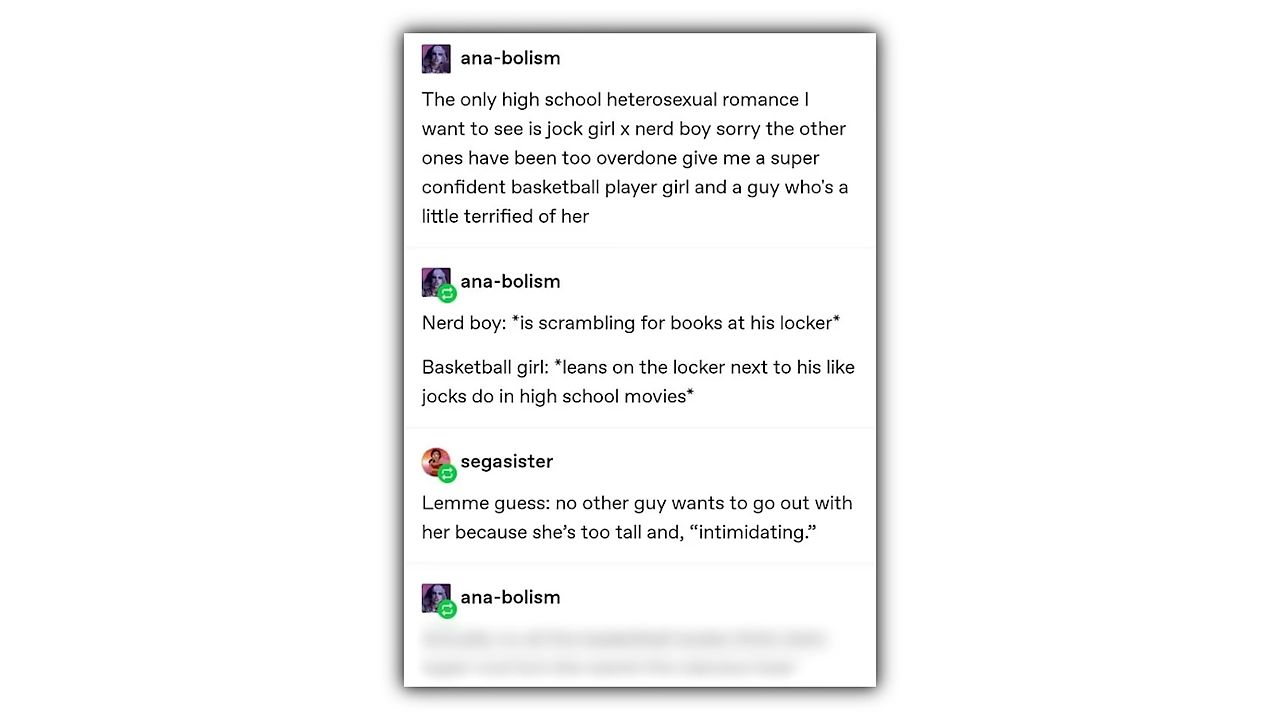 ana-bolism
The only high school heterosexual romance I
want to see is jock girl x nerd boy sorry the other
ones have been too overdone give me a super
confident basketball player girl and a guy who's a
little terrified of her
ana-bolism
Nerd boy: *is scrambling for books at his locker*
Basketball girl: *leans on the locker next to his like
jocks do in high school movies*
segasister
Lemme guess: no other guy wants to go out with
her because she’s too tall and, “intimidating.”
ana-bolism